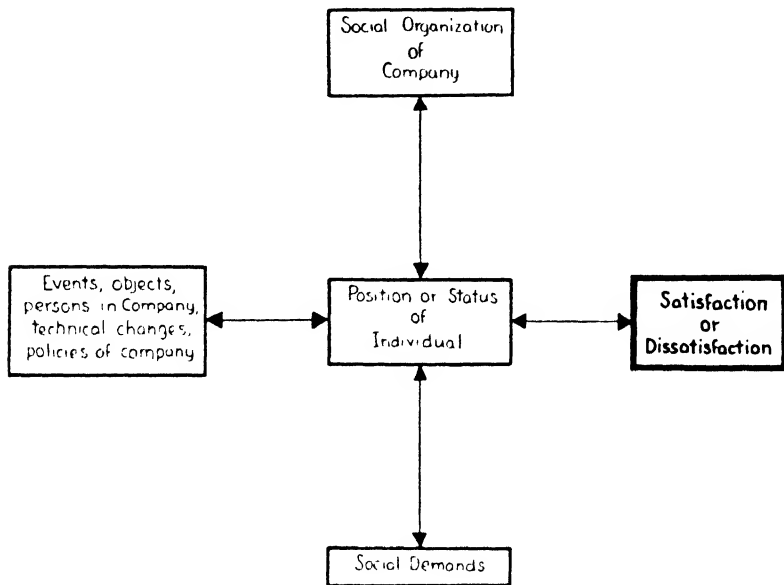 Social Organization
of
Company
Events, objects,
persons in Company,
technical changes,
policies of company
Position or Status
of
Individual
Satisfaction
or
Dissatisfaction
Social Demands